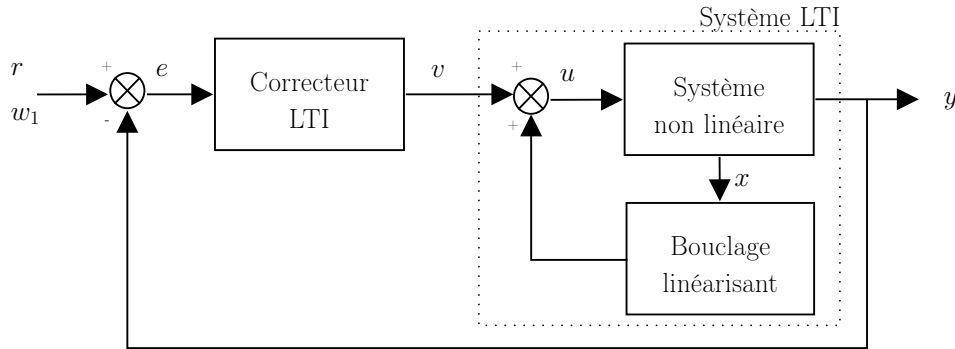 Système LTI
r
w1
+
-
e
Correcteur
LTI
v
+
+
u
Système
non linéaire
y
x
Bouclage
linéarisant